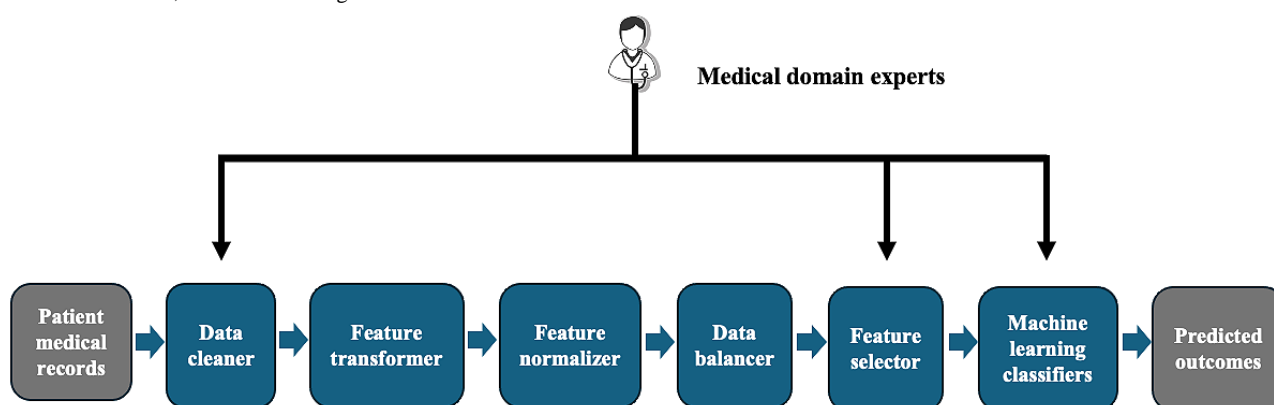 Medical domain experts
Patient
medical
records
Data
cleaner
Feature
transformer
Feature
normalizer
Data
balancer
Feature
selector
Machine
learning
classifiers
Predicted
outcomes